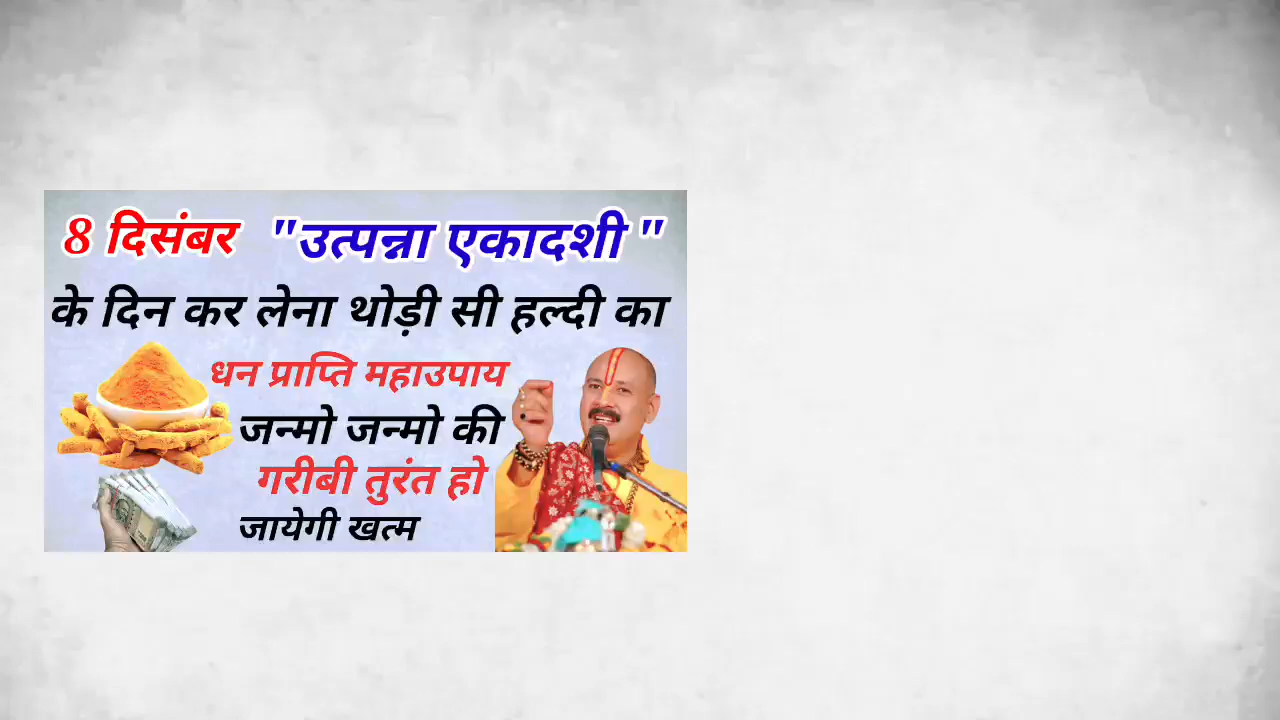 8 दिसंबर "उत्पन्ना एकादशी"
के दिन कर लेना थोड़ी सी हल्दी का
धन प्राप्ति महाउपाय
जन्मो जन्मो की
गरीबी तुरंत हो
जायेगी खत्म